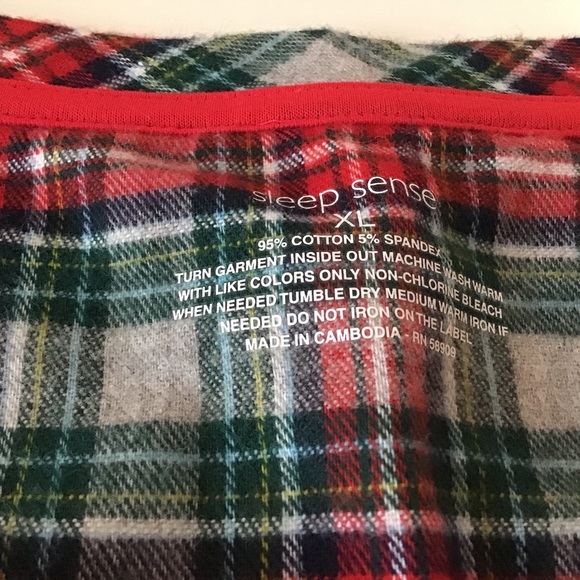 sleep sense
XL
95% COTTON 5% SPANDEX
TURN GARMENT INSIDE OUT MACHINE WASH WARM
WITH LIKE COLORS ONLY NON-CHLORINE BLEACH
WHEN NEEDED TUMBLE DRY MEDIUM WARM IRON IF
NEEDED DO NOT IRON ON THE LABEL
MADE IN CAMBODIA - RN 58909